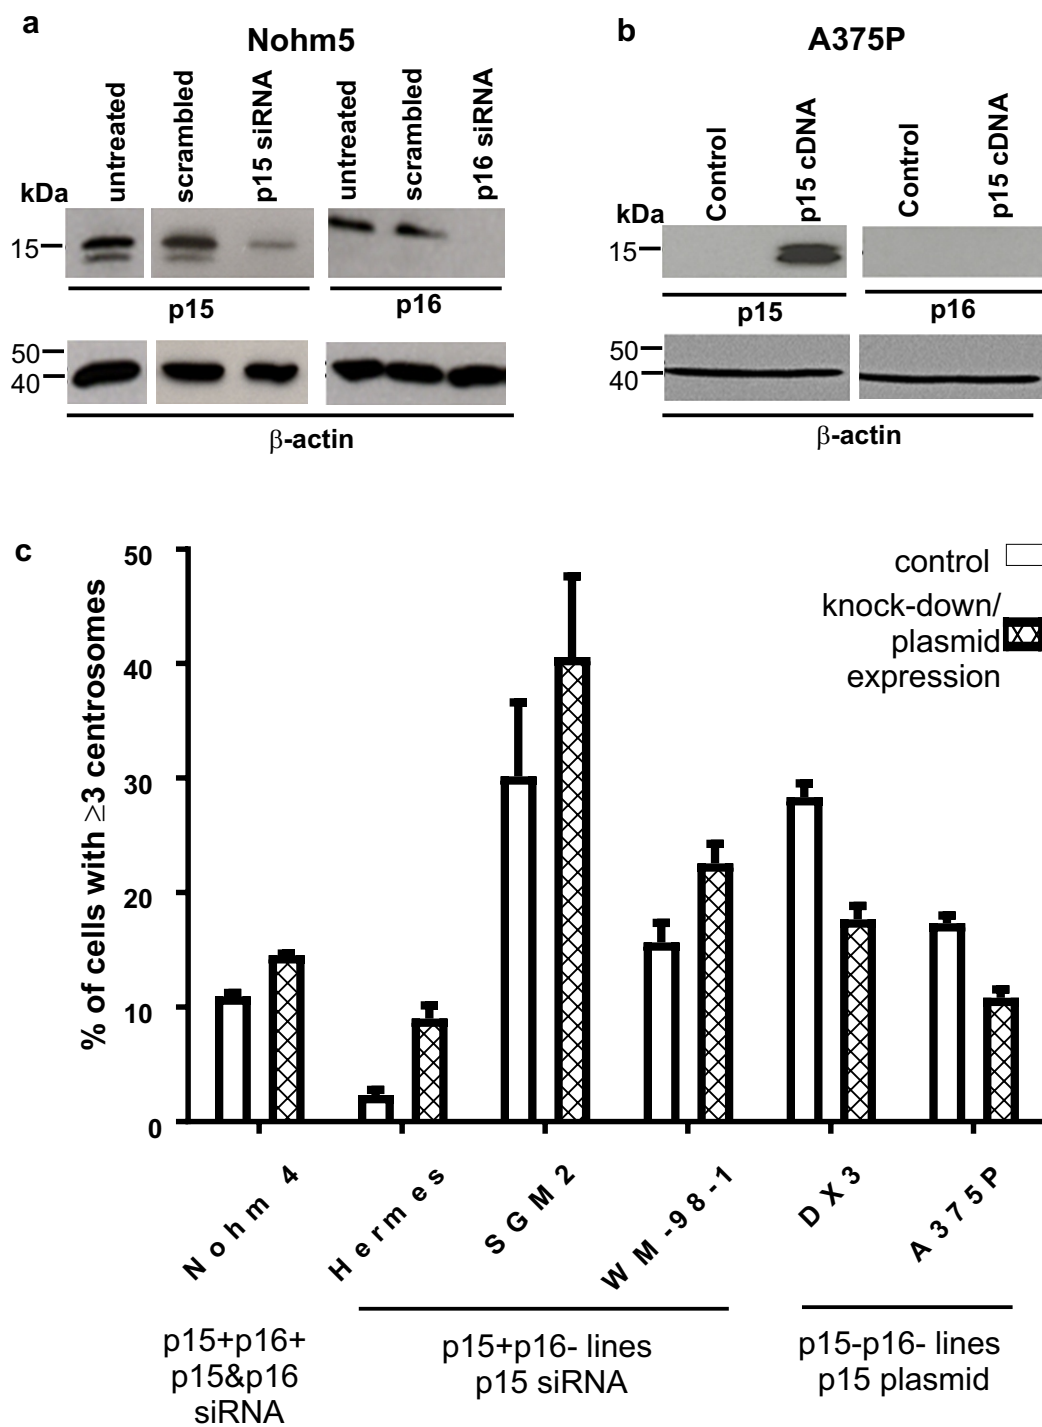 a
Nohm5
untreated
scrambled
p15 siRNA
untreated
scrambled
p16 siRNA
kDa
15
p15
p16
50
40
β-actin
b
A375P
Control
p15 cDNA
Control
p15 cDNA
kDa
15
p15
p16
50
40
β-actin
c
50
40
30
20
10
0
% of cells with ≥3 centrosomes
control
knock-down/
plasmid
expression
Nohm 4
Hermes
SGM2
WM-98-1
DX3
A375P
p15+p16+
p15&p16
siRNA
p15+p16- lines
p15 siRNA
p15-p16- lines
p15 plasmid